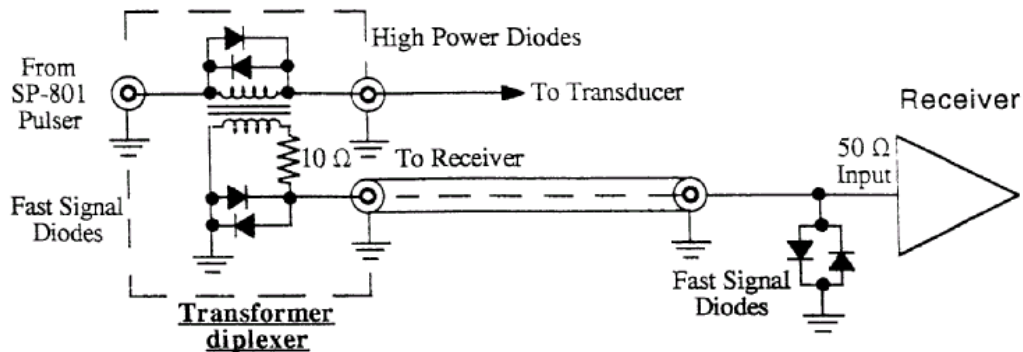 High Power Diodes
From
SP-801
Pulser
To Transducer
Receiver
10 Ω
To Receiver
50 Ω
Input
Fast Signal
Diodes
Fast Signal
Diodes
Transformer
diplexer